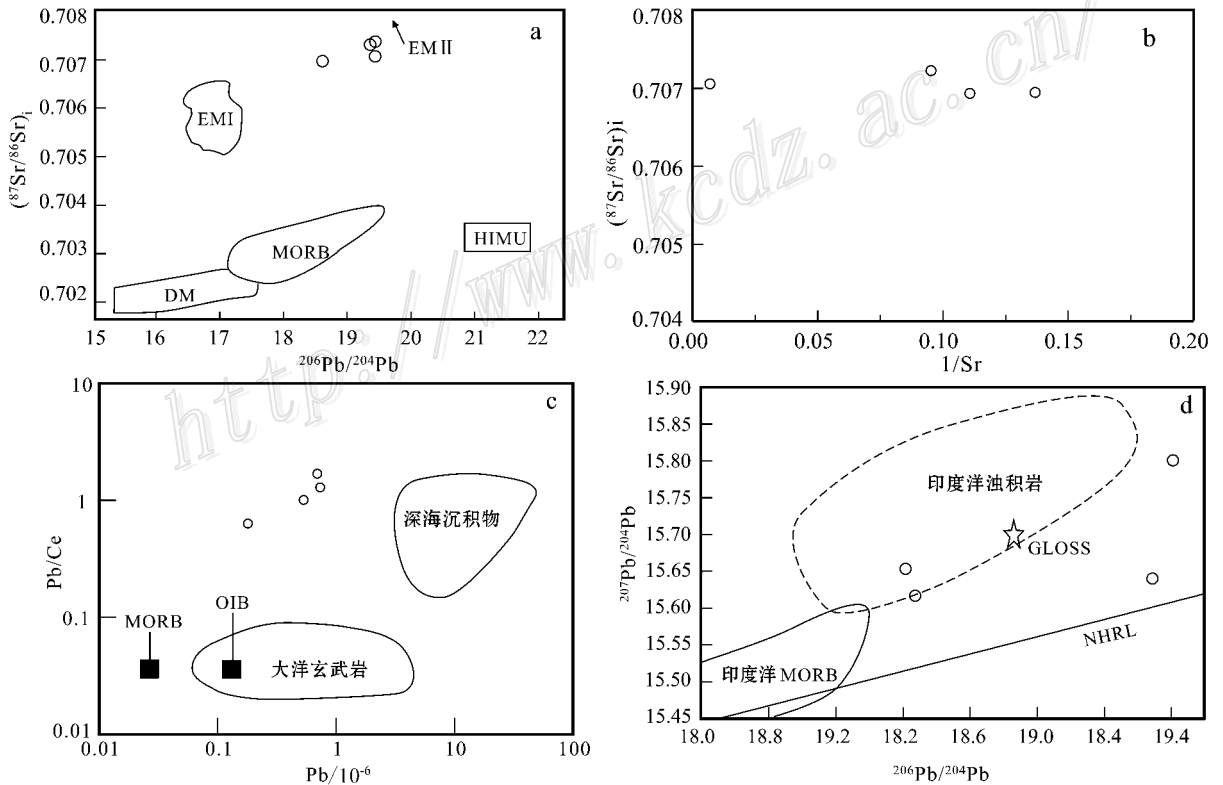 a
0.708
0.707
0.706
0.705
0.704
0.703
0.702
(⁸⁷Sr/⁸⁶Sr)i
EMⅡ
EMI
MORB
HIMU
DM
15 16 17 18 19 20 21 22
²⁰⁶Pb/²⁰⁴Pb
b
0.708
0.707
0.706
0.705
0.704
(⁸⁷Sr/⁸⁶Sr)i
0.00 0.05 0.10 0.15 0.20
1/Sr
c
10
1
0.1
0.01
Pb/Ce
深海沉积物
MORB
OIB
大洋玄武岩
0.01 0.1 1 10 100
Pb/10⁻⁶
d
15.90
15.85
15.80
15.75
15.70
15.65
15.60
15.55
15.50
15.45
²⁰⁷Pb/²⁰⁴Pb
印度洋浊积岩
GLOSS
NHRL
印度洋MORB
18.0 18.8 19.2 18.2 18.6 19.0 18.4 19.4
²⁰⁶Pb/²⁰⁴Pb
http://www.kcdz.ac.cn/